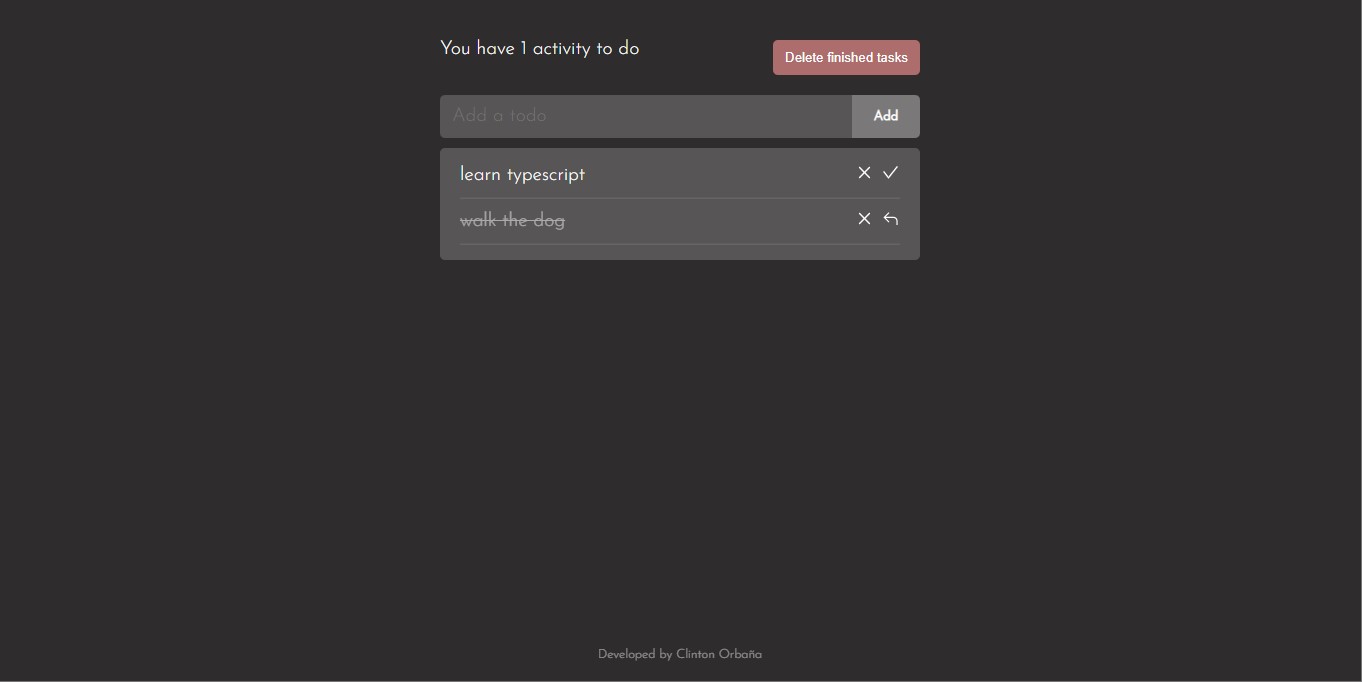 You have 1 activity to do
Delete finished tasks
Add a todo
Add
learn typescript
walk the dog
Developed by Clinton Orbaña